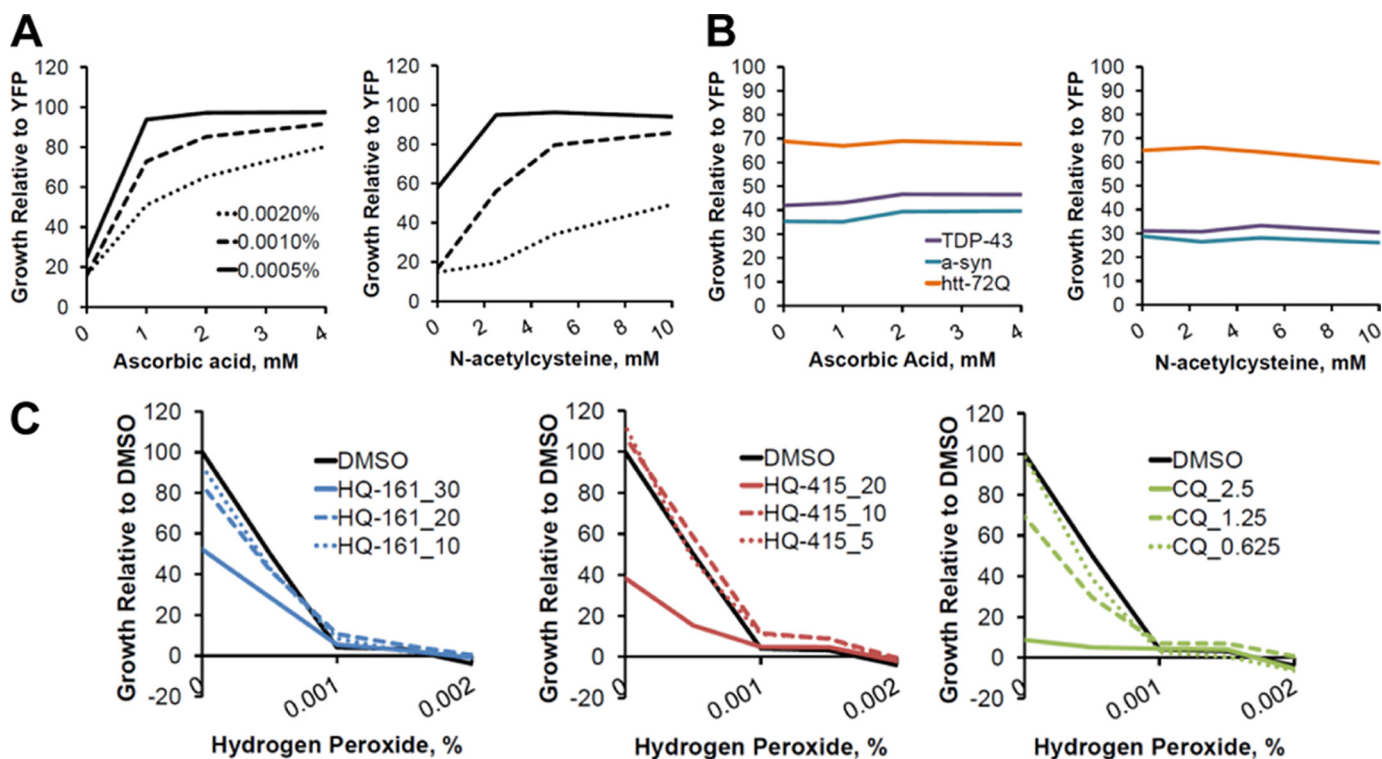 A
Growth Relative to YFP
120
100
80
60
40
20
0
0.0020%
0.0010%
0.0005%
0 1 2 3 4
Ascorbic acid, mM
Growth Relative to YFP
120
100
80
60
40
20
0
0 2 4 6 8 10
N-acetylcysteine, mM
B
Growth Relative to YFP
100
90
80
70
60
50
40
30
20
10
0
TDP-43
a-syn
htt-72Q
0 1 2 3 4
Ascorbic Acid, mM
Growth Relative to YFP
100
90
80
70
60
50
40
30
20
10
0
0 2 4 6 8 10
N-acetylcysteine, mM
C
Growth Relative to DMSO
120
100
80
60
40
20
0
-20
DMSO
HQ-161_30
HQ-161_20
HQ-161_10
0 0.001 0.002
Hydrogen Peroxide, %
Growth Relative to DMSO
120
100
80
60
40
20
0
-20
DMSO
HQ-415_20
HQ-415_10
HQ-415_5
0 0.001 0.002
Hydrogen Peroxide, %
Growth Relative to DMSO
120
100
80
60
40
20
0
-20
DMSO
CQ_2.5
CQ_1.25
CQ_0.625
0 0.001 0.002
Hydrogen Peroxide, %